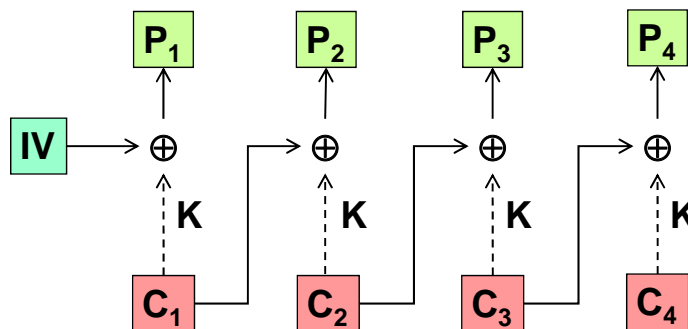 P₁ P₂ P₃ P₄
IV
K K K K
C₁ C₂ C₃ C₄